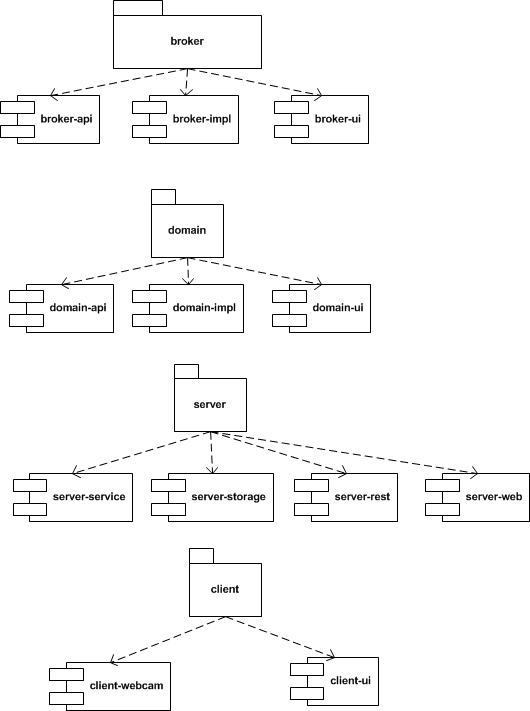 broker
broker-api
broker-impl
broker-ui
domain
domain-api
domain-impl
domain-ui
server
server-service
server-storage
server-rest
server-web
client
client-webcam
client-ui